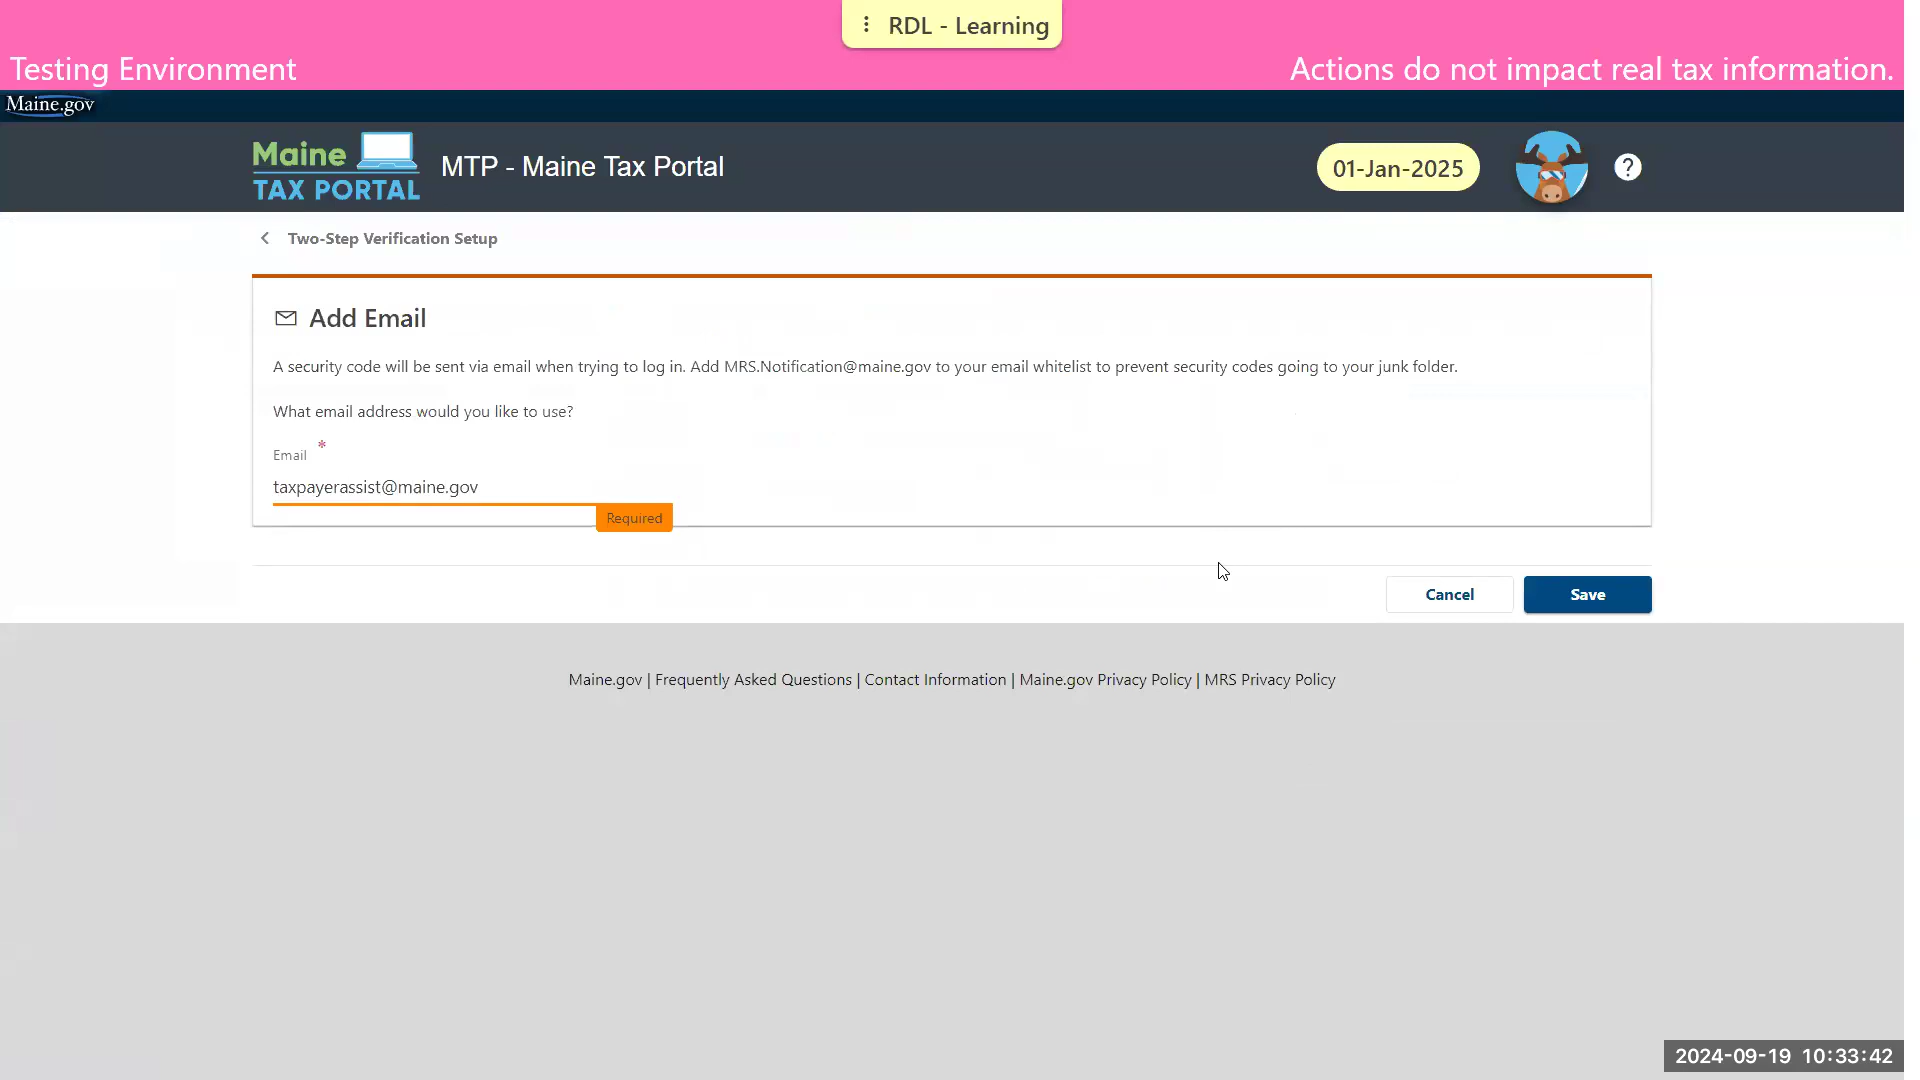 RDL - Learning
Testing Environment
Actions do not impact real tax information.
Maine.gov
Maine
TAX PORTAL
MTP - Maine Tax Portal
01-Jan-2025
?
Two-Step Verification Setup
Add Email
A security code will be sent via email when trying to log in. Add MRS.Notification@maine.gov to your email whitelist to prevent security codes going to your junk folder.
What email address would you like to use?
Email *
taxpayerassist@maine.gov
Required
Cancel
Save
Maine.gov | Frequently Asked Questions | Contact Information | Maine.gov Privacy Policy | MRS Privacy Policy
2024-09-19 10:33:42